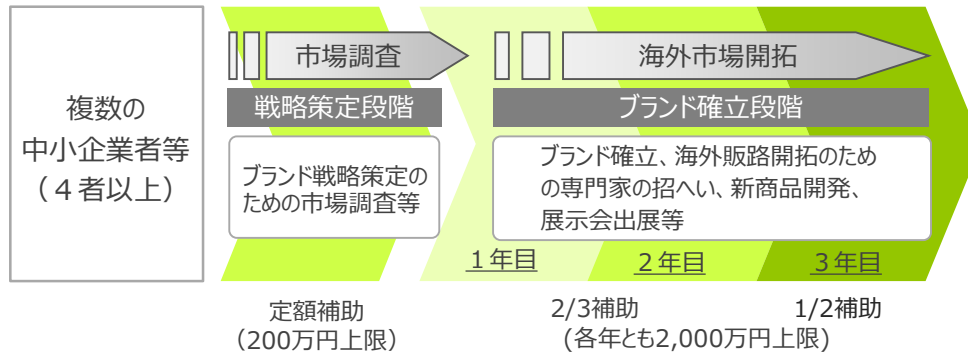 複数の
中小企業者等
（４者以上）
市場調査
戦略策定段階
ブランド戦略策定の
ための市場調査等
定額補助
（200万円上限）
海外市場開拓
ブランド確立段階
ブランド確立、海外販路開拓のため
の専門家の招へい、新商品開発、
展示会出展等
１年目
２年目
３年目
2/3補助
1/2補助
(各年とも2,000万円上限)